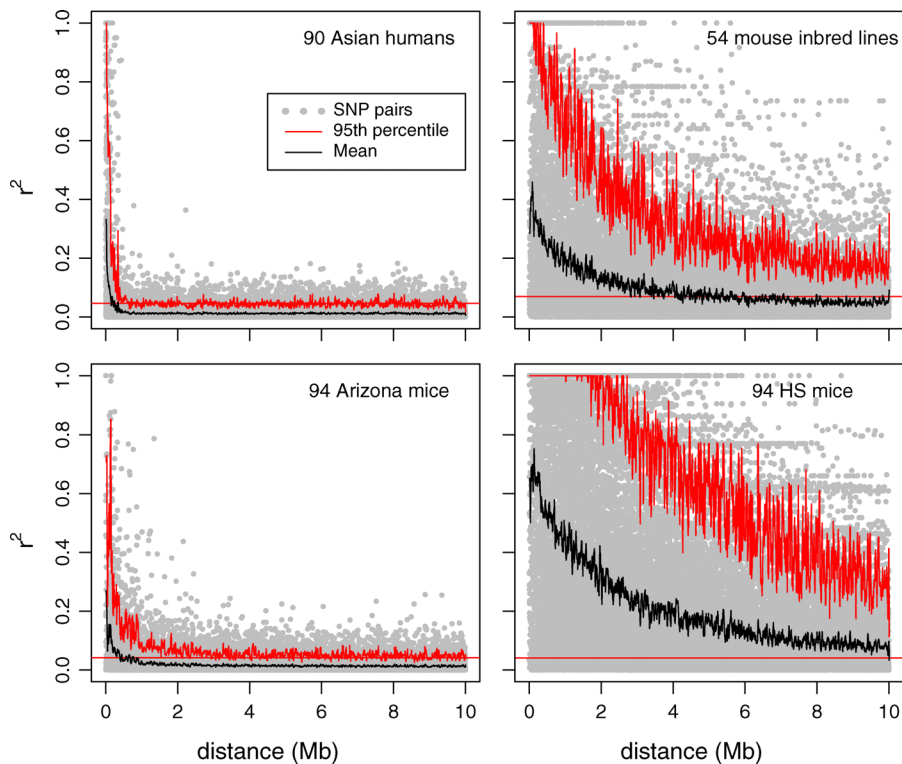 90 Asian humans
54 mouse inbred lines
SNP pairs
95th percentile
Mean
r2
0.0 0.2 0.4 0.6 0.8 1.0
94 Arizona mice
94 HS mice
r2
0.0 0.2 0.4 0.6 0.8 1.0
0 2 4 6 8 10
0 2 4 6 8 10
distance (Mb)
distance (Mb)